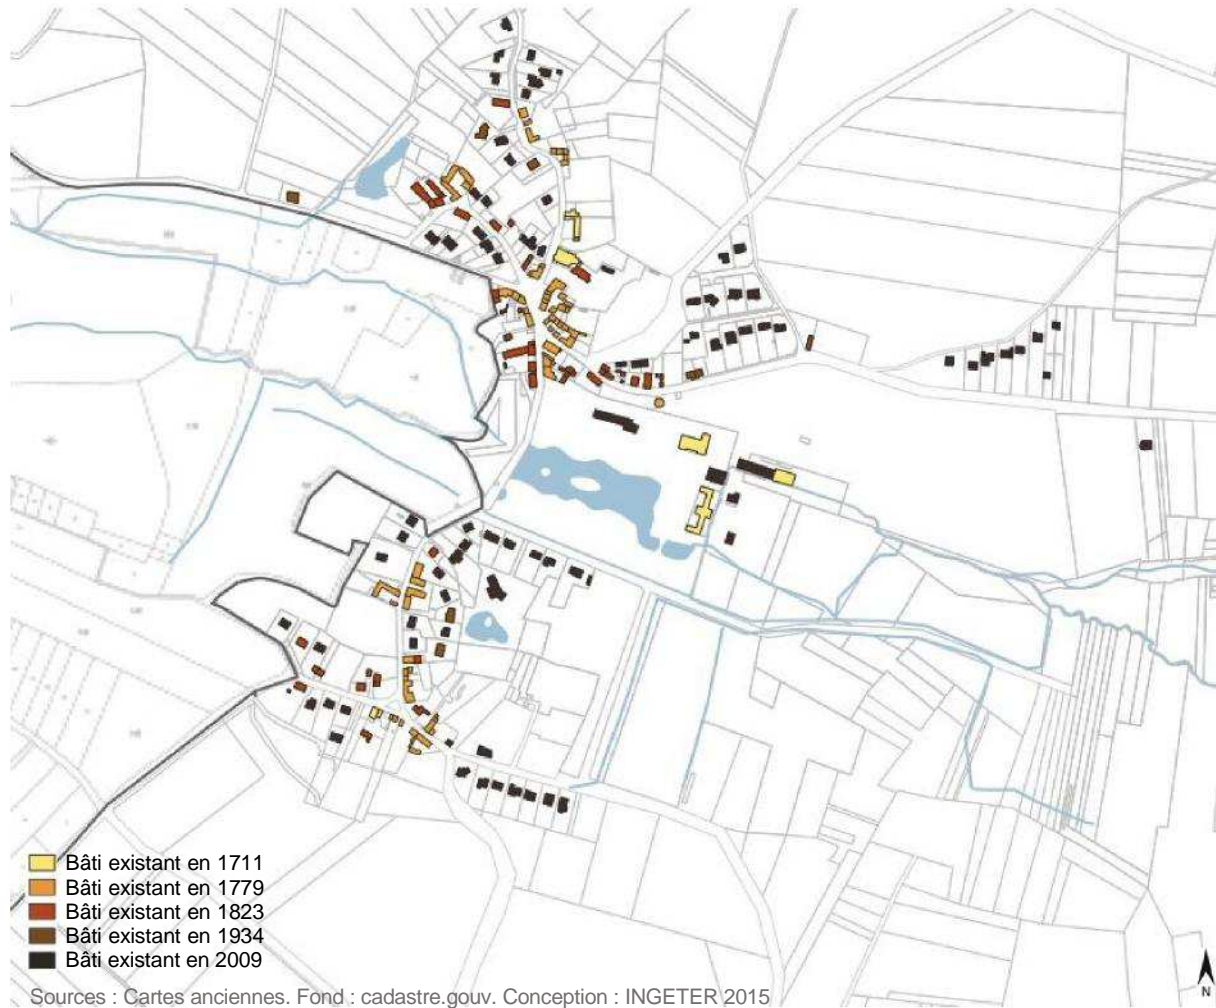 Bâti existant en 1711
Bâti existant en 1779
Bâti existant en 1823
Bâti existant en 1934
Bâti existant en 2009
Sources : Cartes anciennes. Fond : cadastre.gouv. Conception : INGETER 2015
N